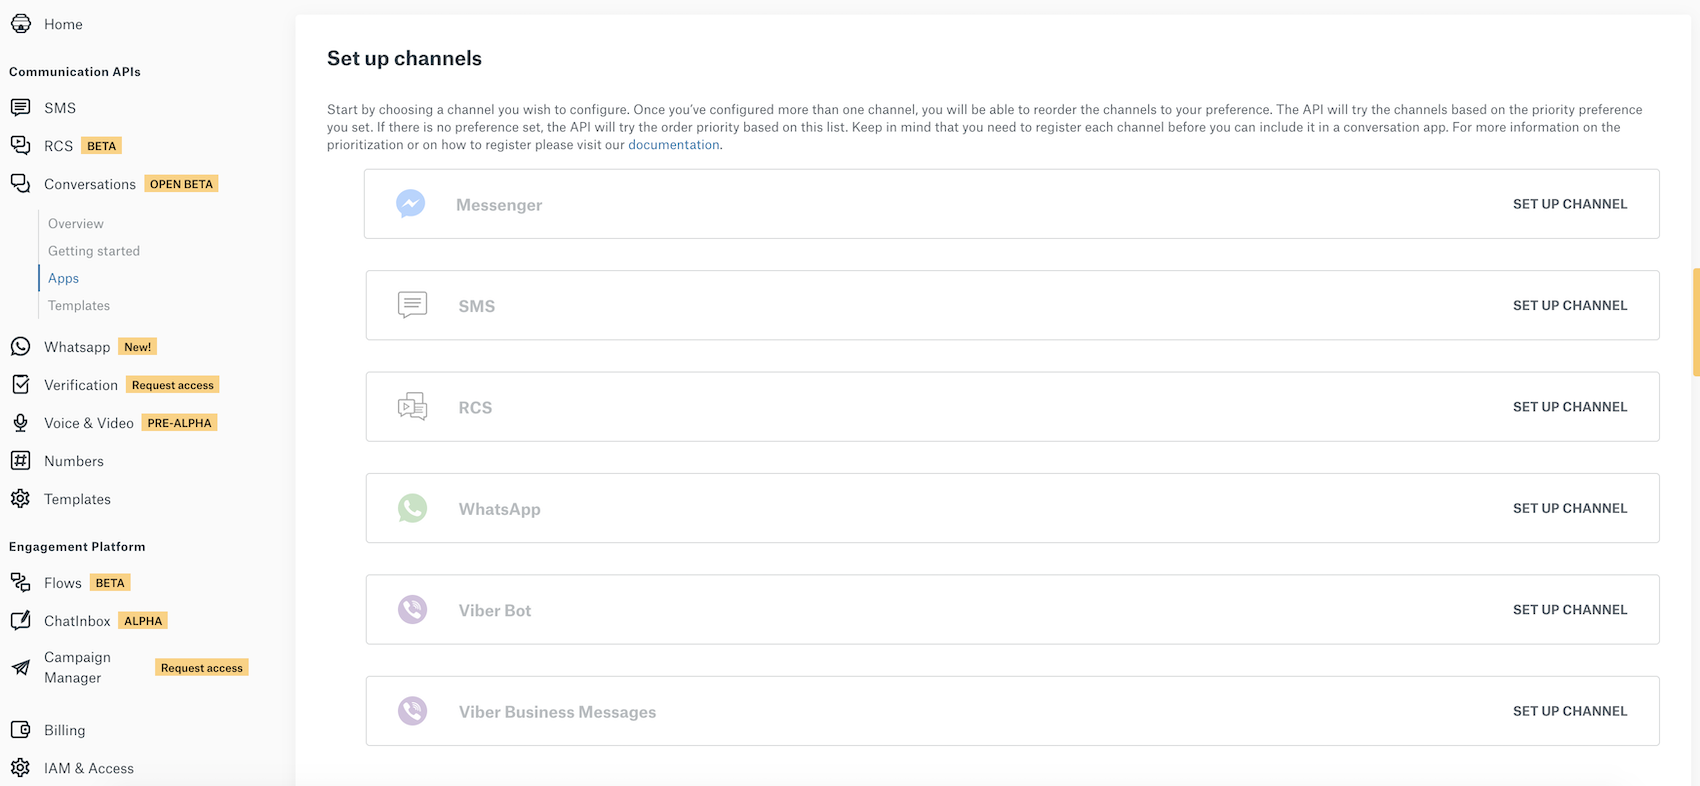 Home
Communication APIs
SMS
RCS BETA
Conversations OPEN BETA
Overview
Getting started
Apps
Templates
Whatsapp New!
Verification Request access
Voice & Video PRE-ALPHA
Numbers
Templates
Engagement Platform
Flows BETA
ChatInbox ALPHA
Campaign
Manager Request access
Billing
IAM & Access
Set up channels
Start by choosing a channel you wish to configure. Once you've configured more than one channel, you will be able to reorder the channels to your preference. The API will try the channels based on the priority preference
you set. If there is no preference set, the API will try the order priority based on this list. Keep in mind that you need to register each channel before you can include it in a conversation app. For more information on the
prioritization or on how to register please visit our documentation.
Messenger SET UP CHANNEL
SMS SET UP CHANNEL
RCS SET UP CHANNEL
WhatsApp SET UP CHANNEL
Viber Bot SET UP CHANNEL
Viber Business Messages SET UP CHANNEL